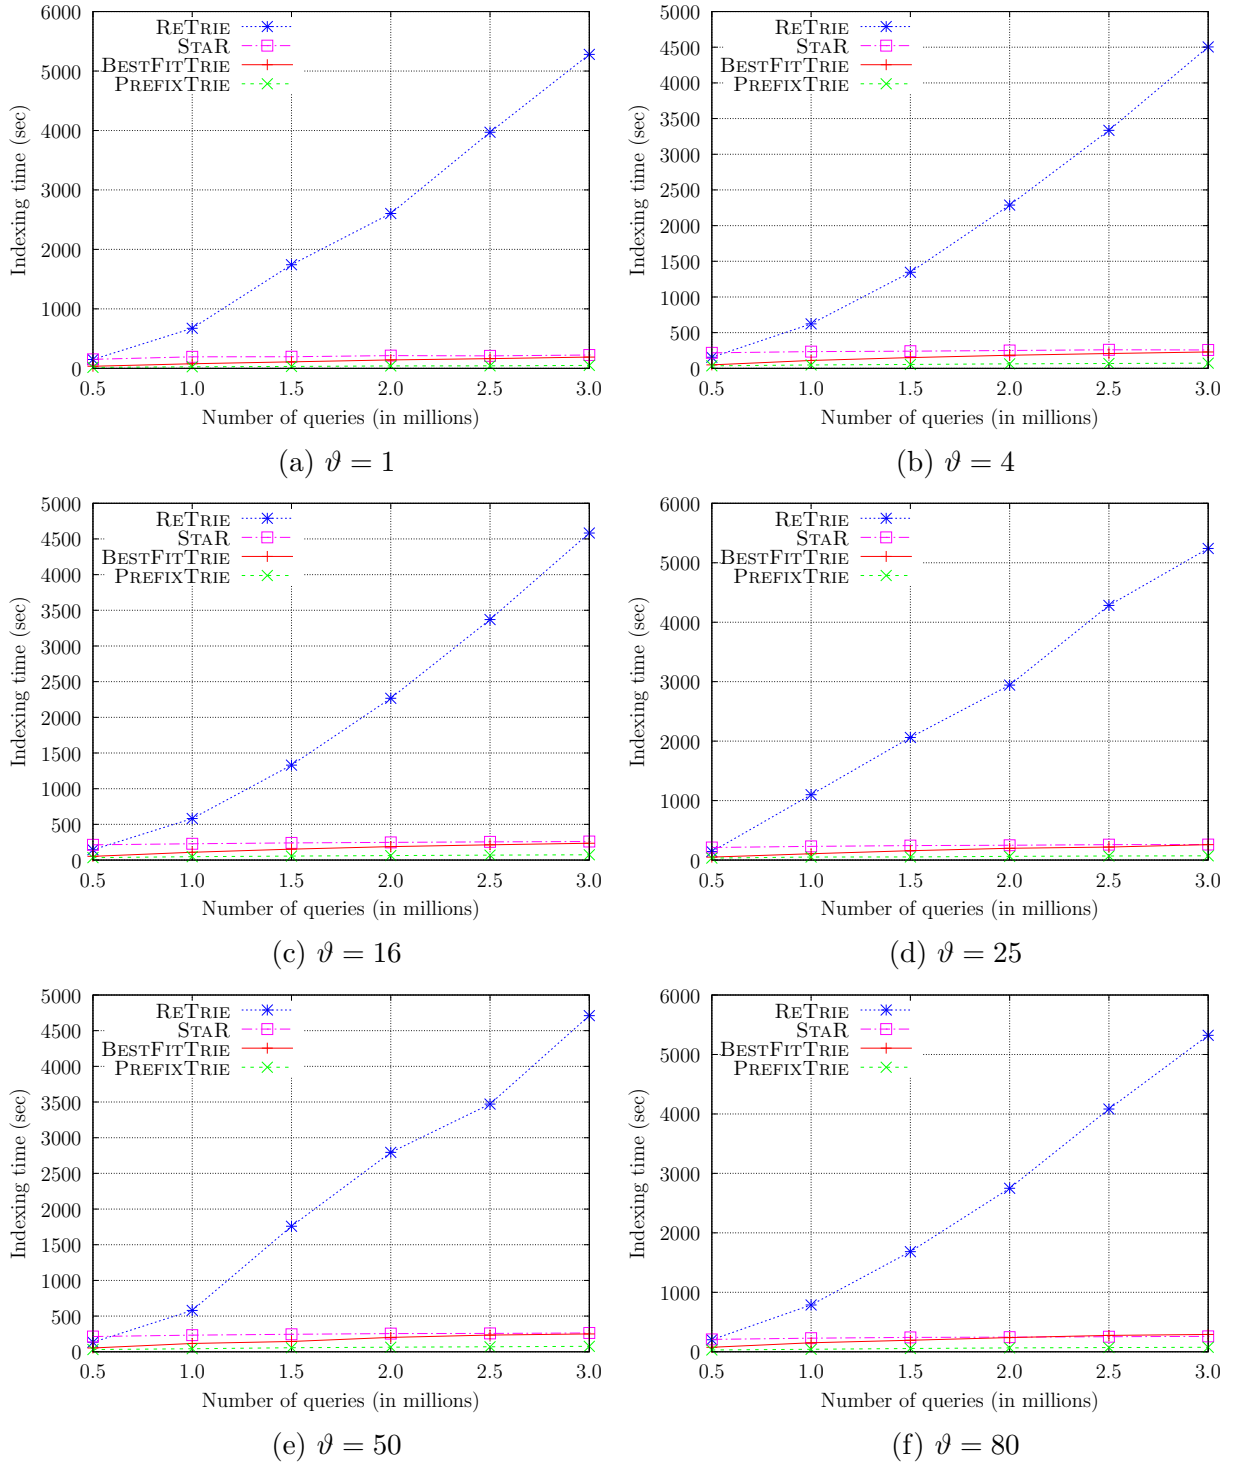 6000
5000
4000
3000
2000
1000
0
0.5 1.0 1.5 2.0 2.5 3.0
Indexing time (sec)
Number of queries (in millions)
RETRIE
STAR
BESTFITTRIE
PREFIXTRIE
(a) ϑ = 1
5000
4500
4000
3500
3000
2500
2000
1500
1000
500
0
0.5 1.0 1.5 2.0 2.5 3.0
Indexing time (sec)
Number of queries (in millions)
RETRIE
STAR
BESTFITTRIE
PREFIXTRIE
(b) ϑ = 4
5000
4500
4000
3500
3000
2500
2000
1500
1000
500
0
0.5 1.0 1.5 2.0 2.5 3.0
Indexing time (sec)
Number of queries (in millions)
RETRIE
STAR
BESTFITTRIE
PREFIXTRIE
(c) ϑ = 16
6000
5000
4000
3000
2000
1000
0
0.5 1.0 1.5 2.0 2.5 3.0
Indexing time (sec)
Number of queries (in millions)
RETRIE
STAR
BESTFITTRIE
PREFIXTRIE
(d) ϑ = 25
5000
4500
4000
3500
3000
2500
2000
1500
1000
500
0
0.5 1.0 1.5 2.0 2.5 3.0
Indexing time (sec)
Number of queries (in millions)
RETRIE
STAR
BESTFITTRIE
PREFIXTRIE
(e) ϑ = 50
6000
5000
4000
3000
2000
1000
0
0.5 1.0 1.5 2.0 2.5 3.0
Indexing time (sec)
Number of queries (in millions)
RETRIE
STAR
BESTFITTRIE
PREFIXTRIE
(f) ϑ = 80